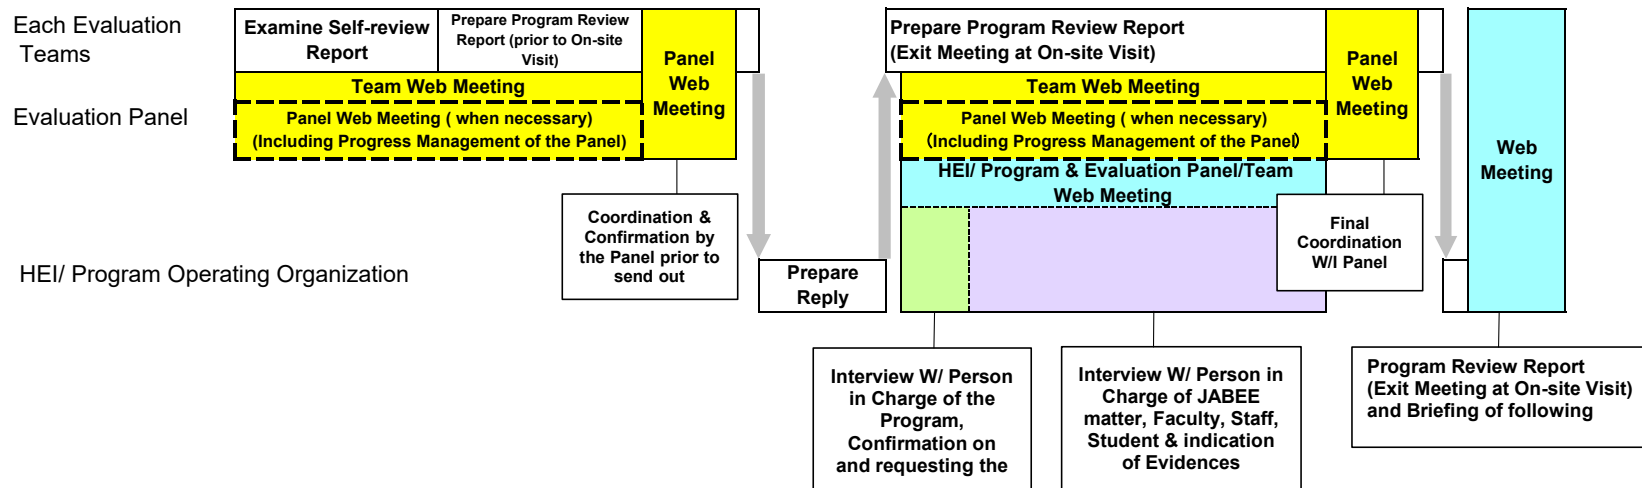 Each Evaluation
Teams
Examine Self-review
Report
Prepare Program Review
Report (prior to On-site
Visit)
Panel
Web
Meeting
Team Web Meeting
Evaluation Panel
Panel Web Meeting ( when necessary)
(Including Progress Management of the Panel)
Prepare Program Review Report
(Exit Meeting at On-site Visit)
Panel
Web
Meeting
Team Web Meeting
Panel Web Meeting ( when necessary)
(Including Progress Management of the Panel)
HEI/ Program & Evaluation Panel/Team
Web Meeting
Web
Meeting
Coordination &
Confirmation by
the Panel prior to
send out
Final
Coordination
W/I Panel
HEI/ Program Operating Organization
Prepare
Reply
Interview W/ Person
in Charge of the
Program,
Confirmation on
and requesting the
Interview W/ Person in
Charge of JABEE
matter, Faculty, Staff,
Student & indication
of Evidences
Program Review Report
(Exit Meeting at On-site Visit)
and Briefing of following